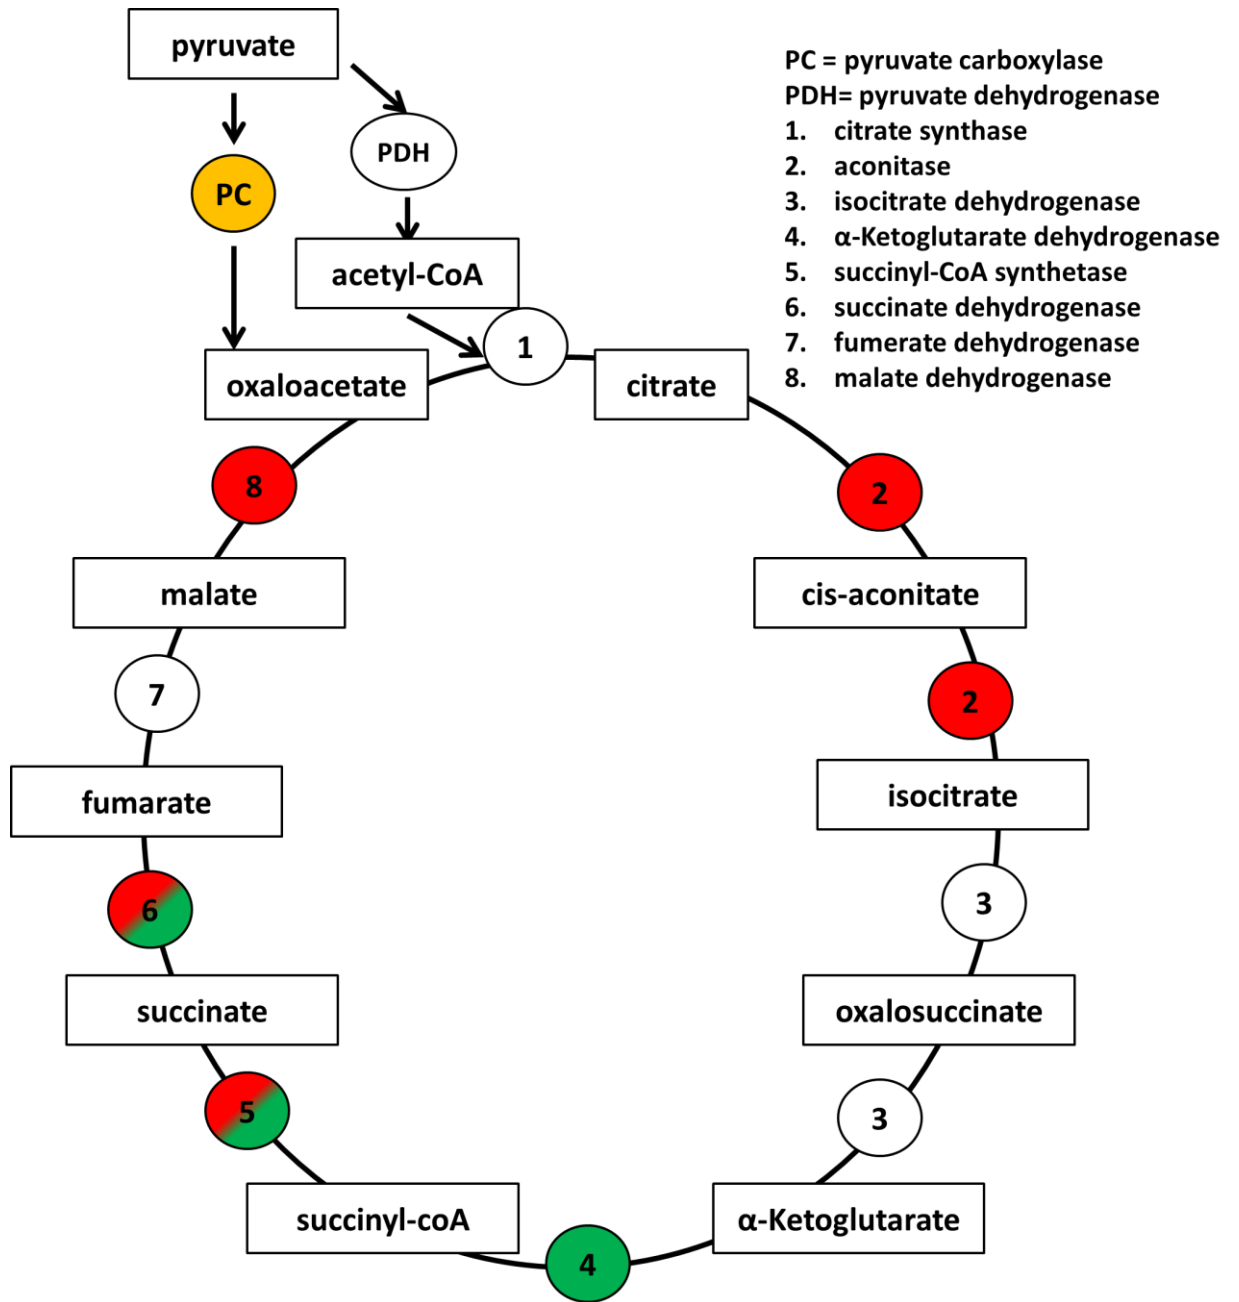 pyruvate
PC = pyruvate carboxylase
PDH= pyruvate dehydrogenase
1. citrate synthase
2. aconitase
3. isocitrate dehydrogenase
4. α-Ketoglutarate dehydrogenase
5. succinyl-CoA synthetase
6. succinate dehydrogenase
7. fumerate dehydrogenase
8. malate dehydrogenase
PDH
PC
acetyl-CoA
1
oxaloacetate
citrate
8
2
malate
cis-aconitate
7
2
fumarate
isocitrate
6
3
succinate
oxalosuccinate
5
3
succinyl-coA
α-Ketoglutarate
4